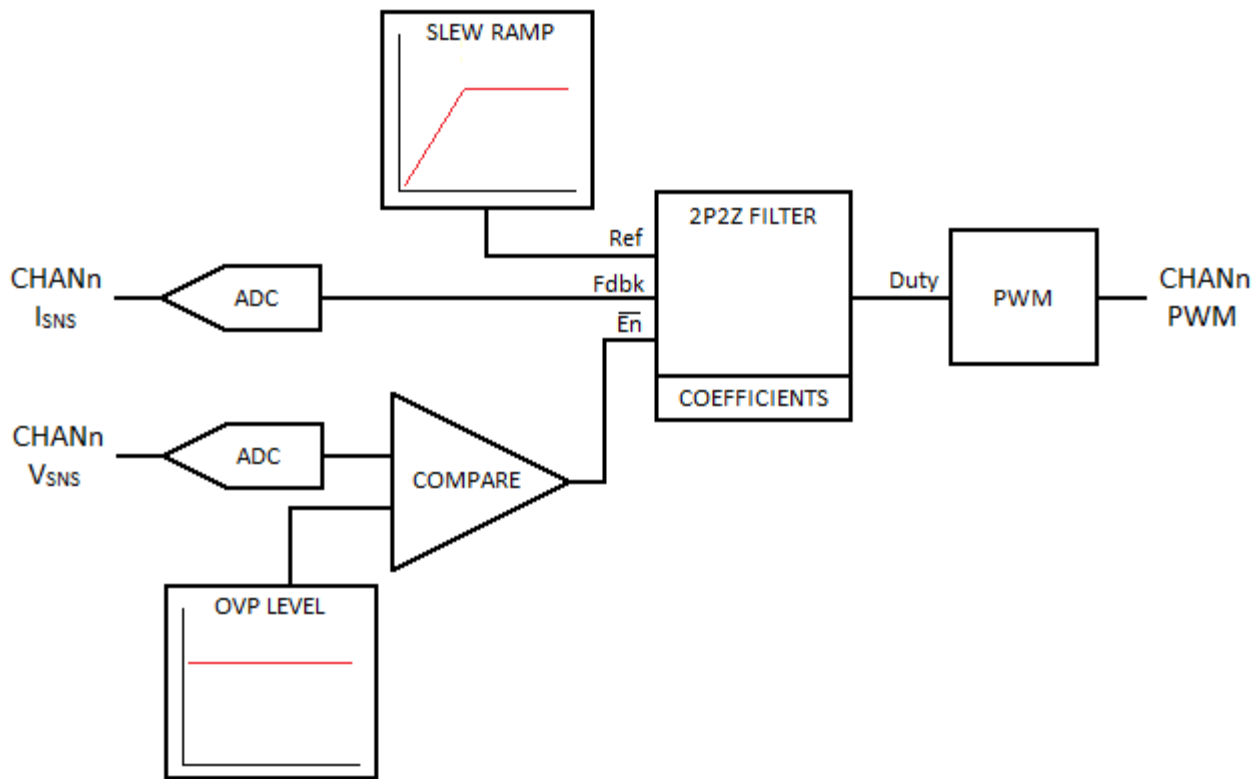 SLEW RAMP
2P2Z FILTER
Ref
CHANn
ISNS
ADC
Fdbk
Duty
PWM
CHANn
PWM
En
COEFFICIENTS
CHANn
VSNS
ADC
COMPARE
OVP LEVEL